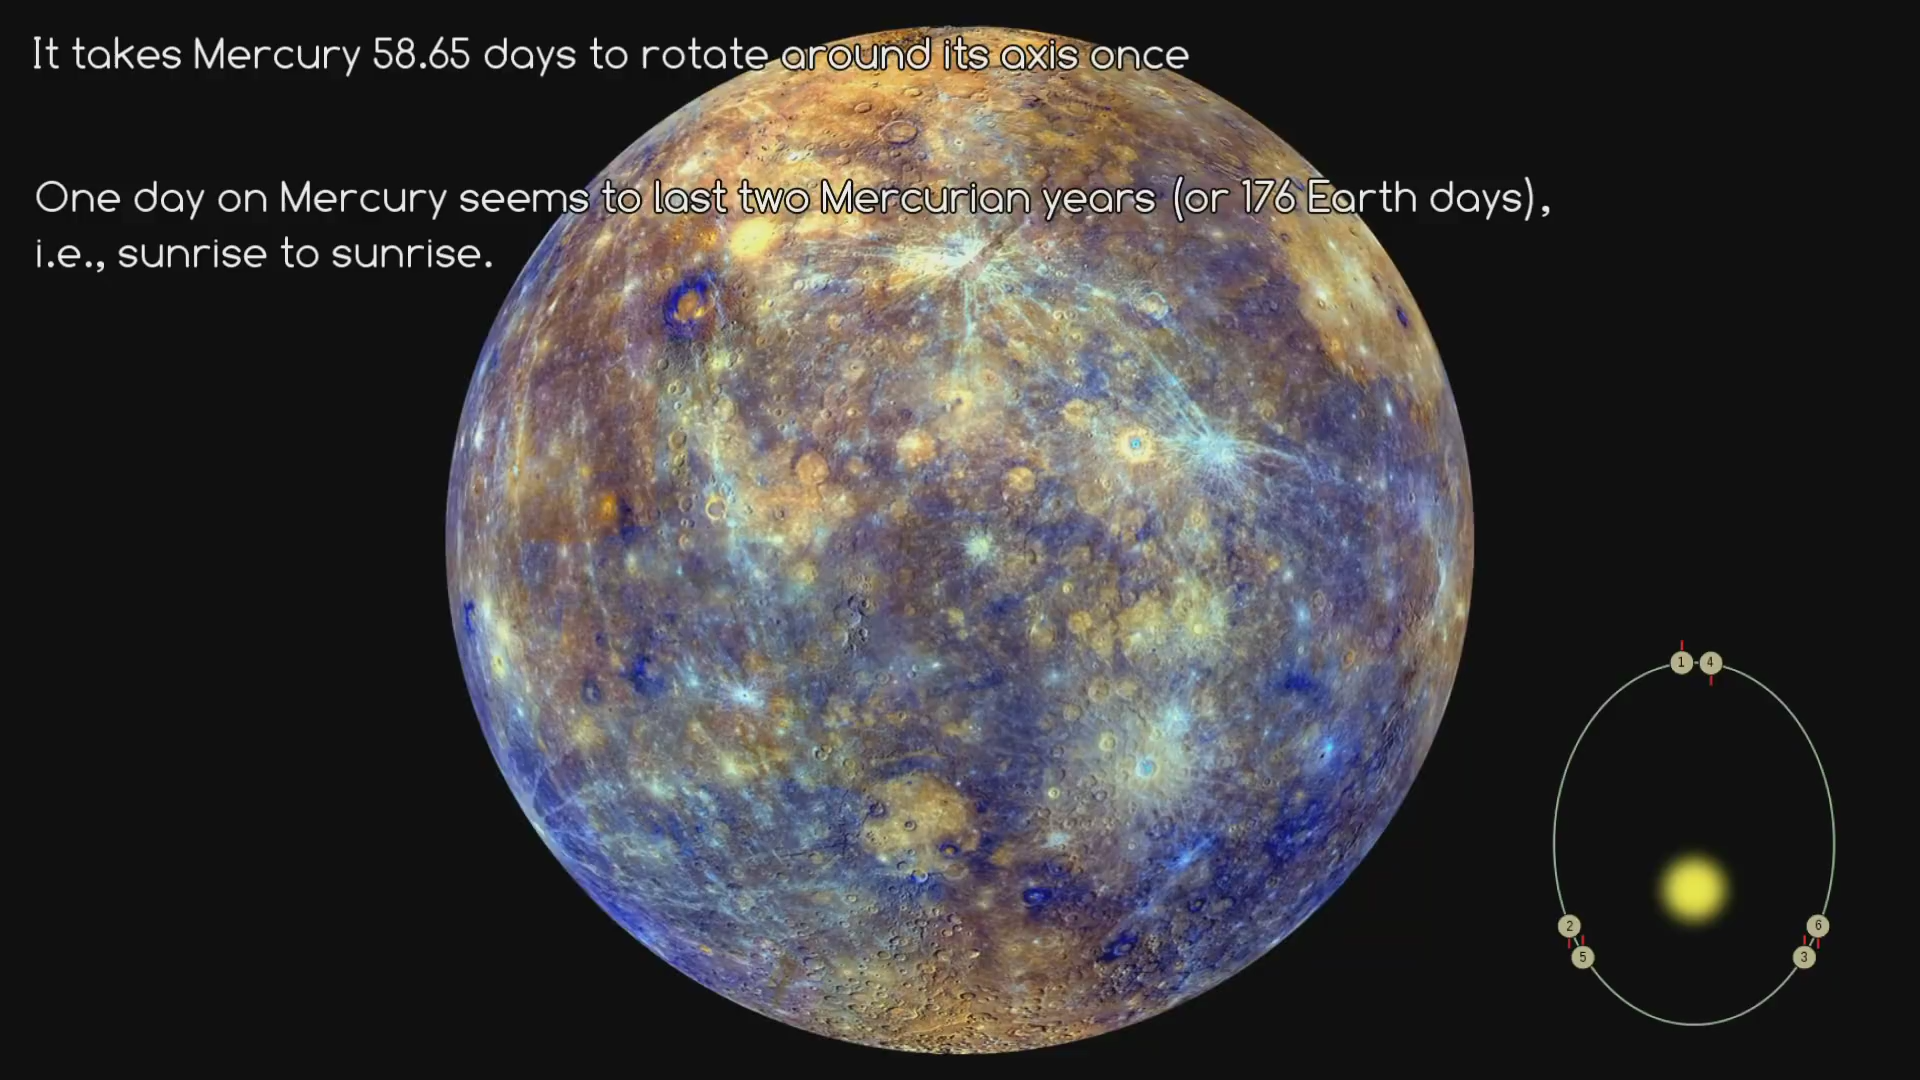 It takes Mercury 58.65 days to rotate around its axis once
One day on Mercury seems to last two Mercurian years (or 176 Earth days),
i.e., sunrise to sunrise.
1 4
2 6
5 3